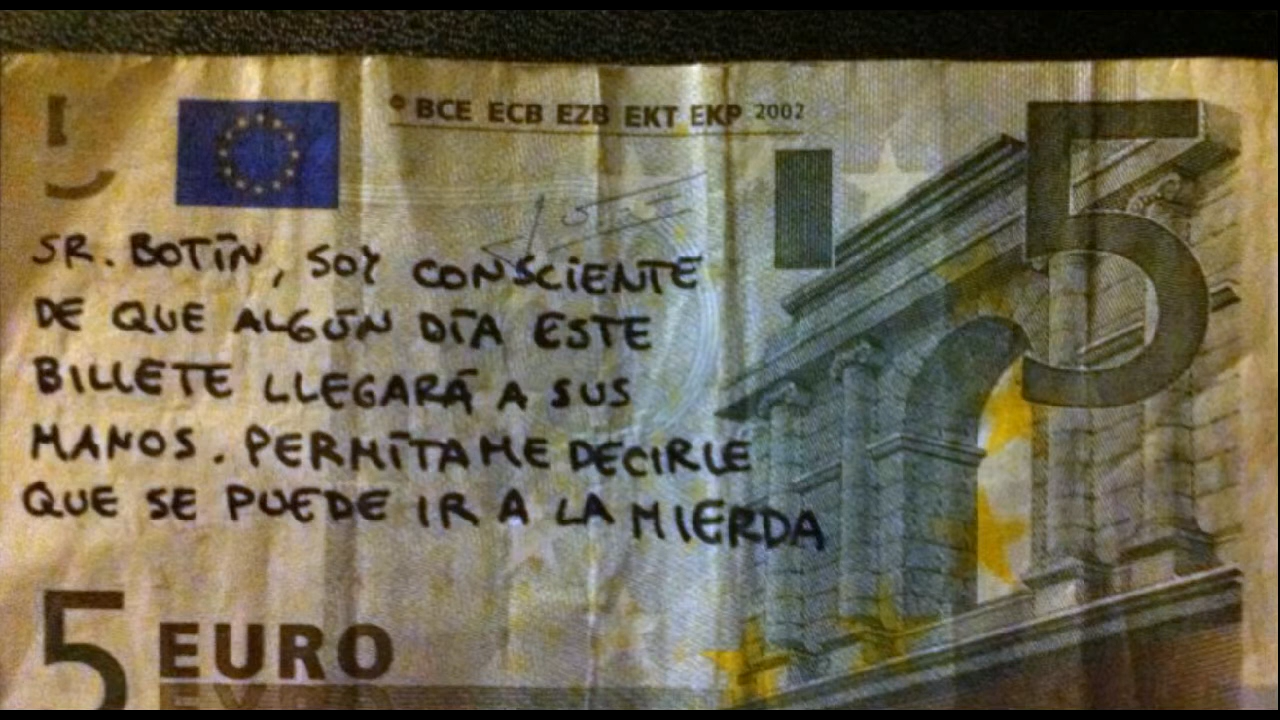 BCE ECB EZB EKT EKP 2002
5
SR. BOTÍN, SOY CONSCIENTE
DE QUE ALGÚN DÍA ESTE
BILLETE LLEGARÁ A SUS
MANOS. PERMÍTAME DECIRLE
QUE SE PUEDE IR A LA MIERDA
5 EURO